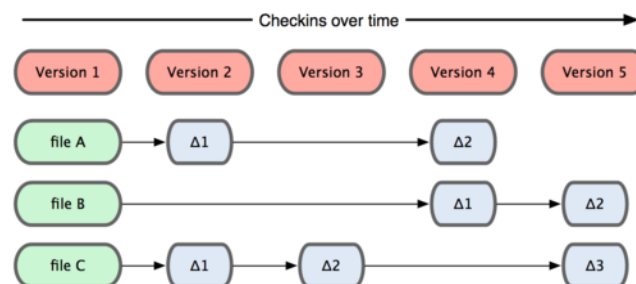 Checkins over time
Version 1 Version 2 Version 3 Version 4 Version 5
file A Δ1 Δ2
file B Δ1 Δ2
file C Δ1 Δ2 Δ3